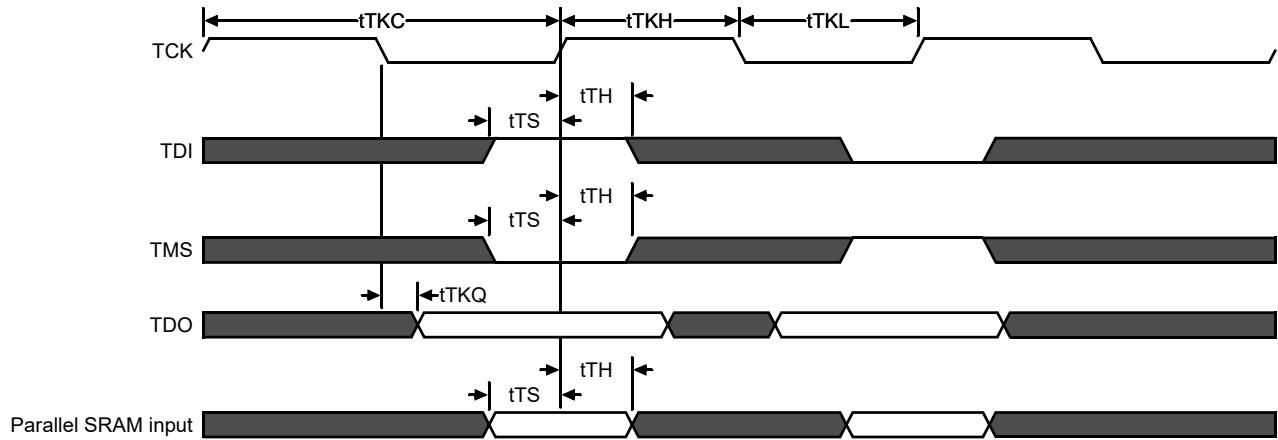 tTKC tTKH tTKL
TCK
tTH
tTS
TDI
tTH
tTS
TMS
tTKQ
TDO
tTH
tTS
Parallel SRAM input